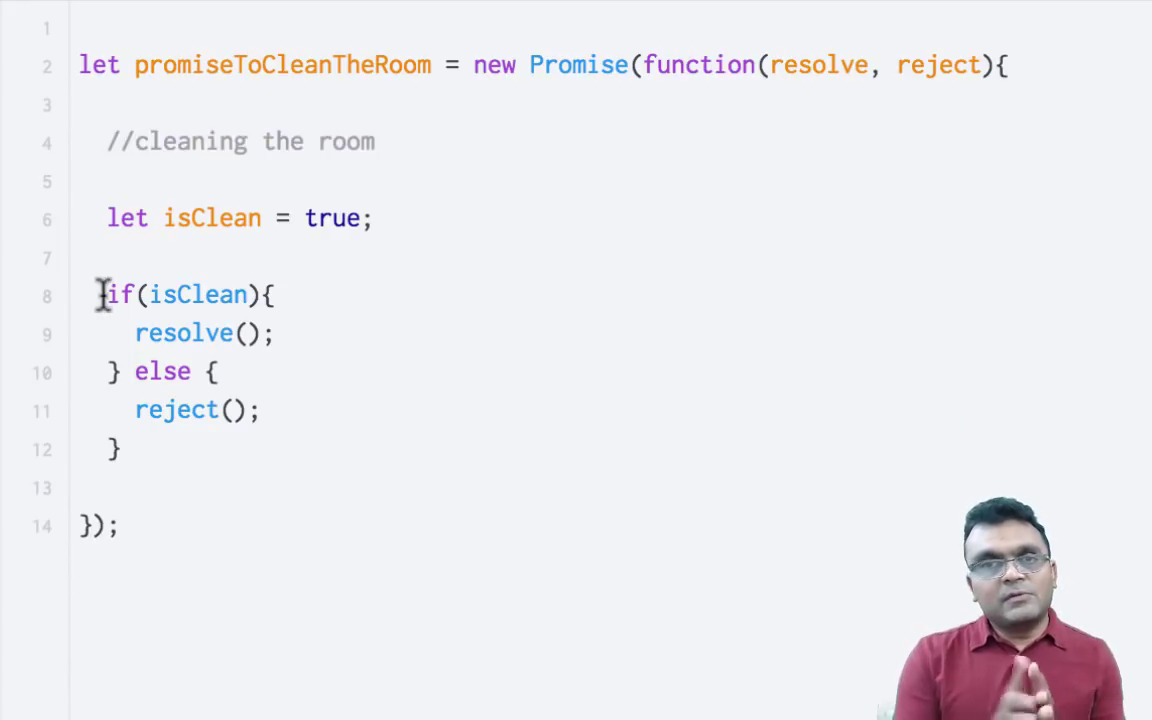 1
2 let promiseToCleanTheRoom = new Promise(function(resolve, reject){
3
4 //cleaning the room
5
6 let isClean = true;
7
8 if(isClean){
9 resolve();
10 } else {
11 reject();
12 }
13
14 });